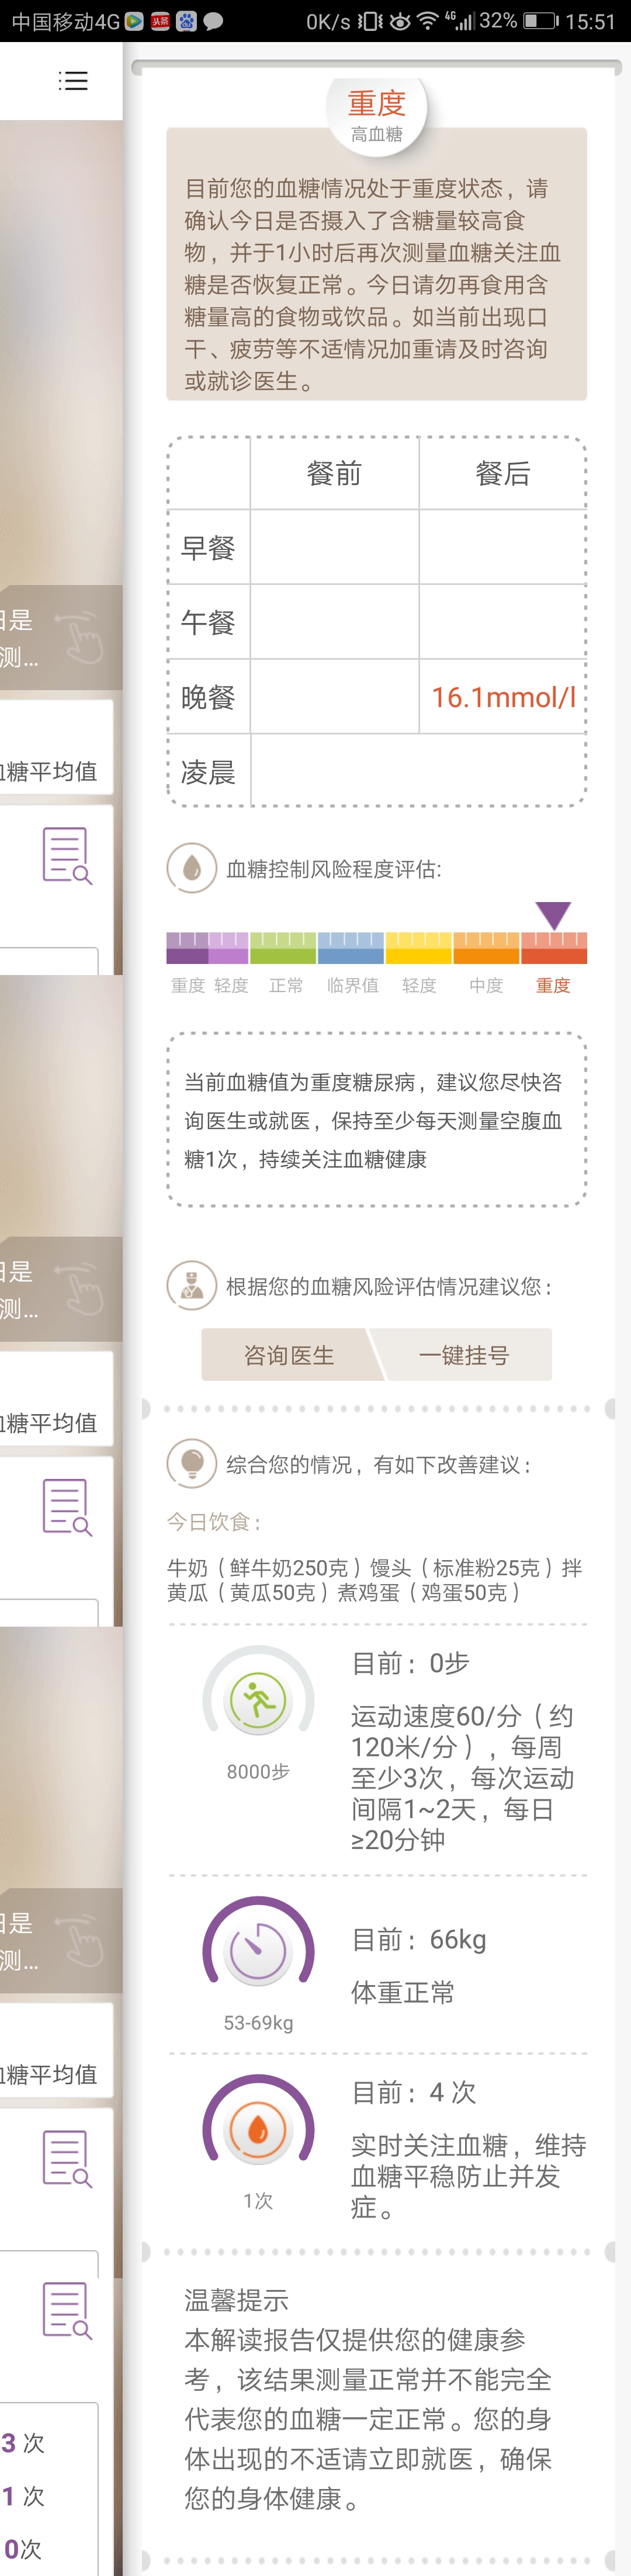 中国移动4G 头条 0K/s 4G 32% 15:51
重度
高血糖
目前您的血糖情况处于重度状态，请
确认今日是否摄入了含糖量较高食
物，并于1小时后再次测量血糖关注血
糖是否恢复正常。今日请勿再食用含
糖量高的食物或饮品。如当前出现口
干、疲劳等不适情况加重请及时咨询
或就诊医生。
餐前 餐后
早餐
午餐
晚餐 16.1mmol/l
凌晨
血糖控制风险程度评估:
重度 轻度 正常 临界值 轻度 中度 重度
当前血糖值为重度糖尿病，建议您尽快咨
询医生或就医，保持至少每天测量空腹血
糖1次，持续关注血糖健康
根据您的血糖风险评估情况建议您：
咨询医生 一键挂号
综合您的情况，有如下改善建议：
今日饮食：
牛奶（鲜牛奶250克）馒头（标准粉25克）拌
黄瓜（黄瓜50克）煮鸡蛋（鸡蛋50克）
目前：0步
运动速度60/分（约
120米/分），每周
至少3次，每次运动
间隔1~2天，每日
≥20分钟
8000步
目前：66kg
体重正常
53-69kg
目前：4 次
实时关注血糖，维持
血糖平稳防止并发
症。
1次
温馨提示
本解读报告仅提供您的健康参
考，该结果测量正常并不能完全
代表您的血糖一定正常。您的身
体出现的不适请立即就医，确保
您的身体健康。
日是
测...
血糖平均值
日是
测...
血糖平均值
日是
测...
血糖平均值
3 次
1 次
0次